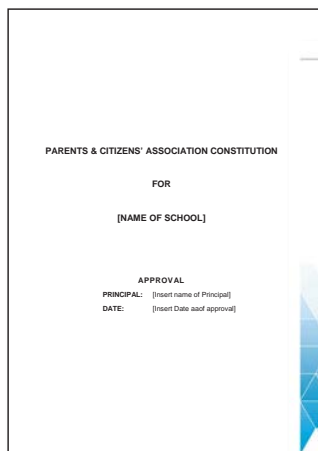 PARENTS & CITIZENS' ASSOCIATION CONSTITUTION
FOR
[NAME OF SCHOOL]
APPROVAL
PRINCIPAL: [Insert name of Principal]
DATE: [Insert Date aaof approval]